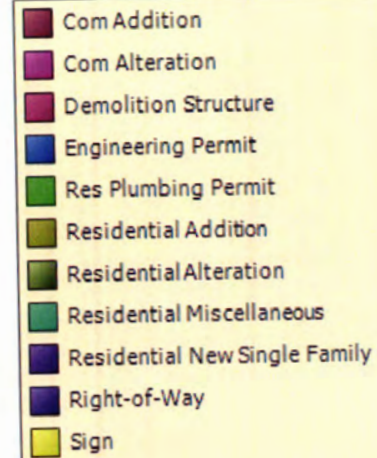 Com Addition
Com Alteration
Demolition Structure
Engineering Permit
Res Plumbing Permit
Residential Addition
Residential Alteration
Residential Miscellaneous
Residential New Single Family
Right-of-Way
Sign